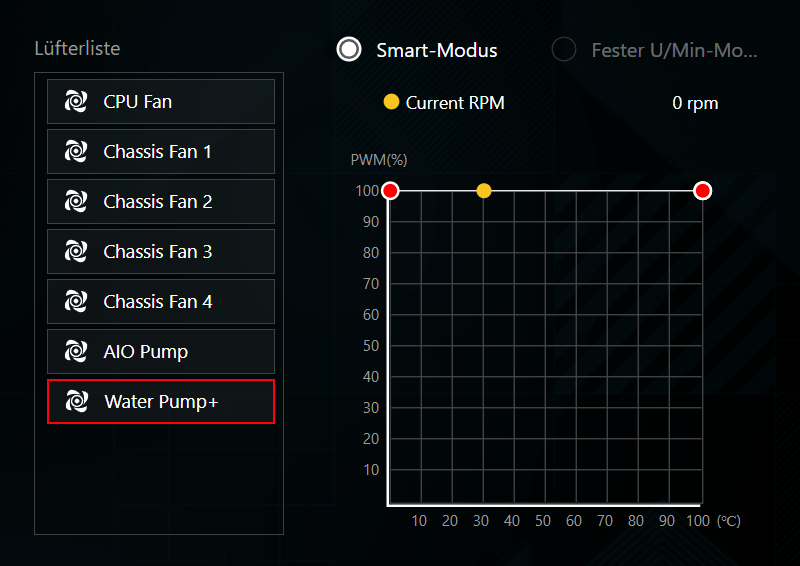 Lüfterliste
CPU Fan
Chassis Fan 1
Chassis Fan 2
Chassis Fan 3
Chassis Fan 4
AIO Pump
Water Pump+
Smart-Modus
Fester U/Min-Mo...
Current RPM
0 rpm
PWM(%)
100
90
80
70
60
50
40
30
20
10
10 20 30 40 50 60 70 80 90 100 (°C)